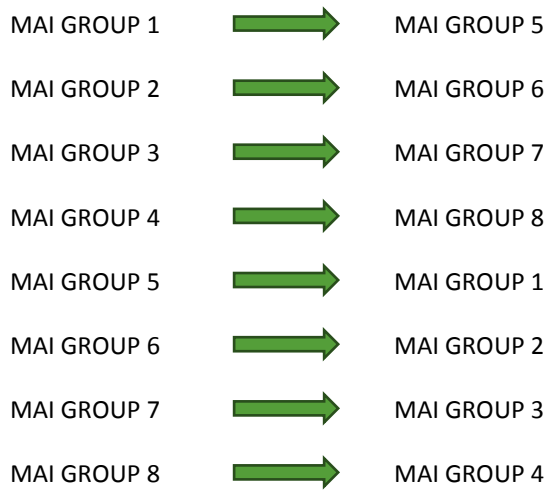 MAI GROUP 1 MAI GROUP 5
MAI GROUP 2 MAI GROUP 6
MAI GROUP 3 MAI GROUP 7
MAI GROUP 4 MAI GROUP 8
MAI GROUP 5 MAI GROUP 1
MAI GROUP 6 MAI GROUP 2
MAI GROUP 7 MAI GROUP 3
MAI GROUP 8 MAI GROUP 4